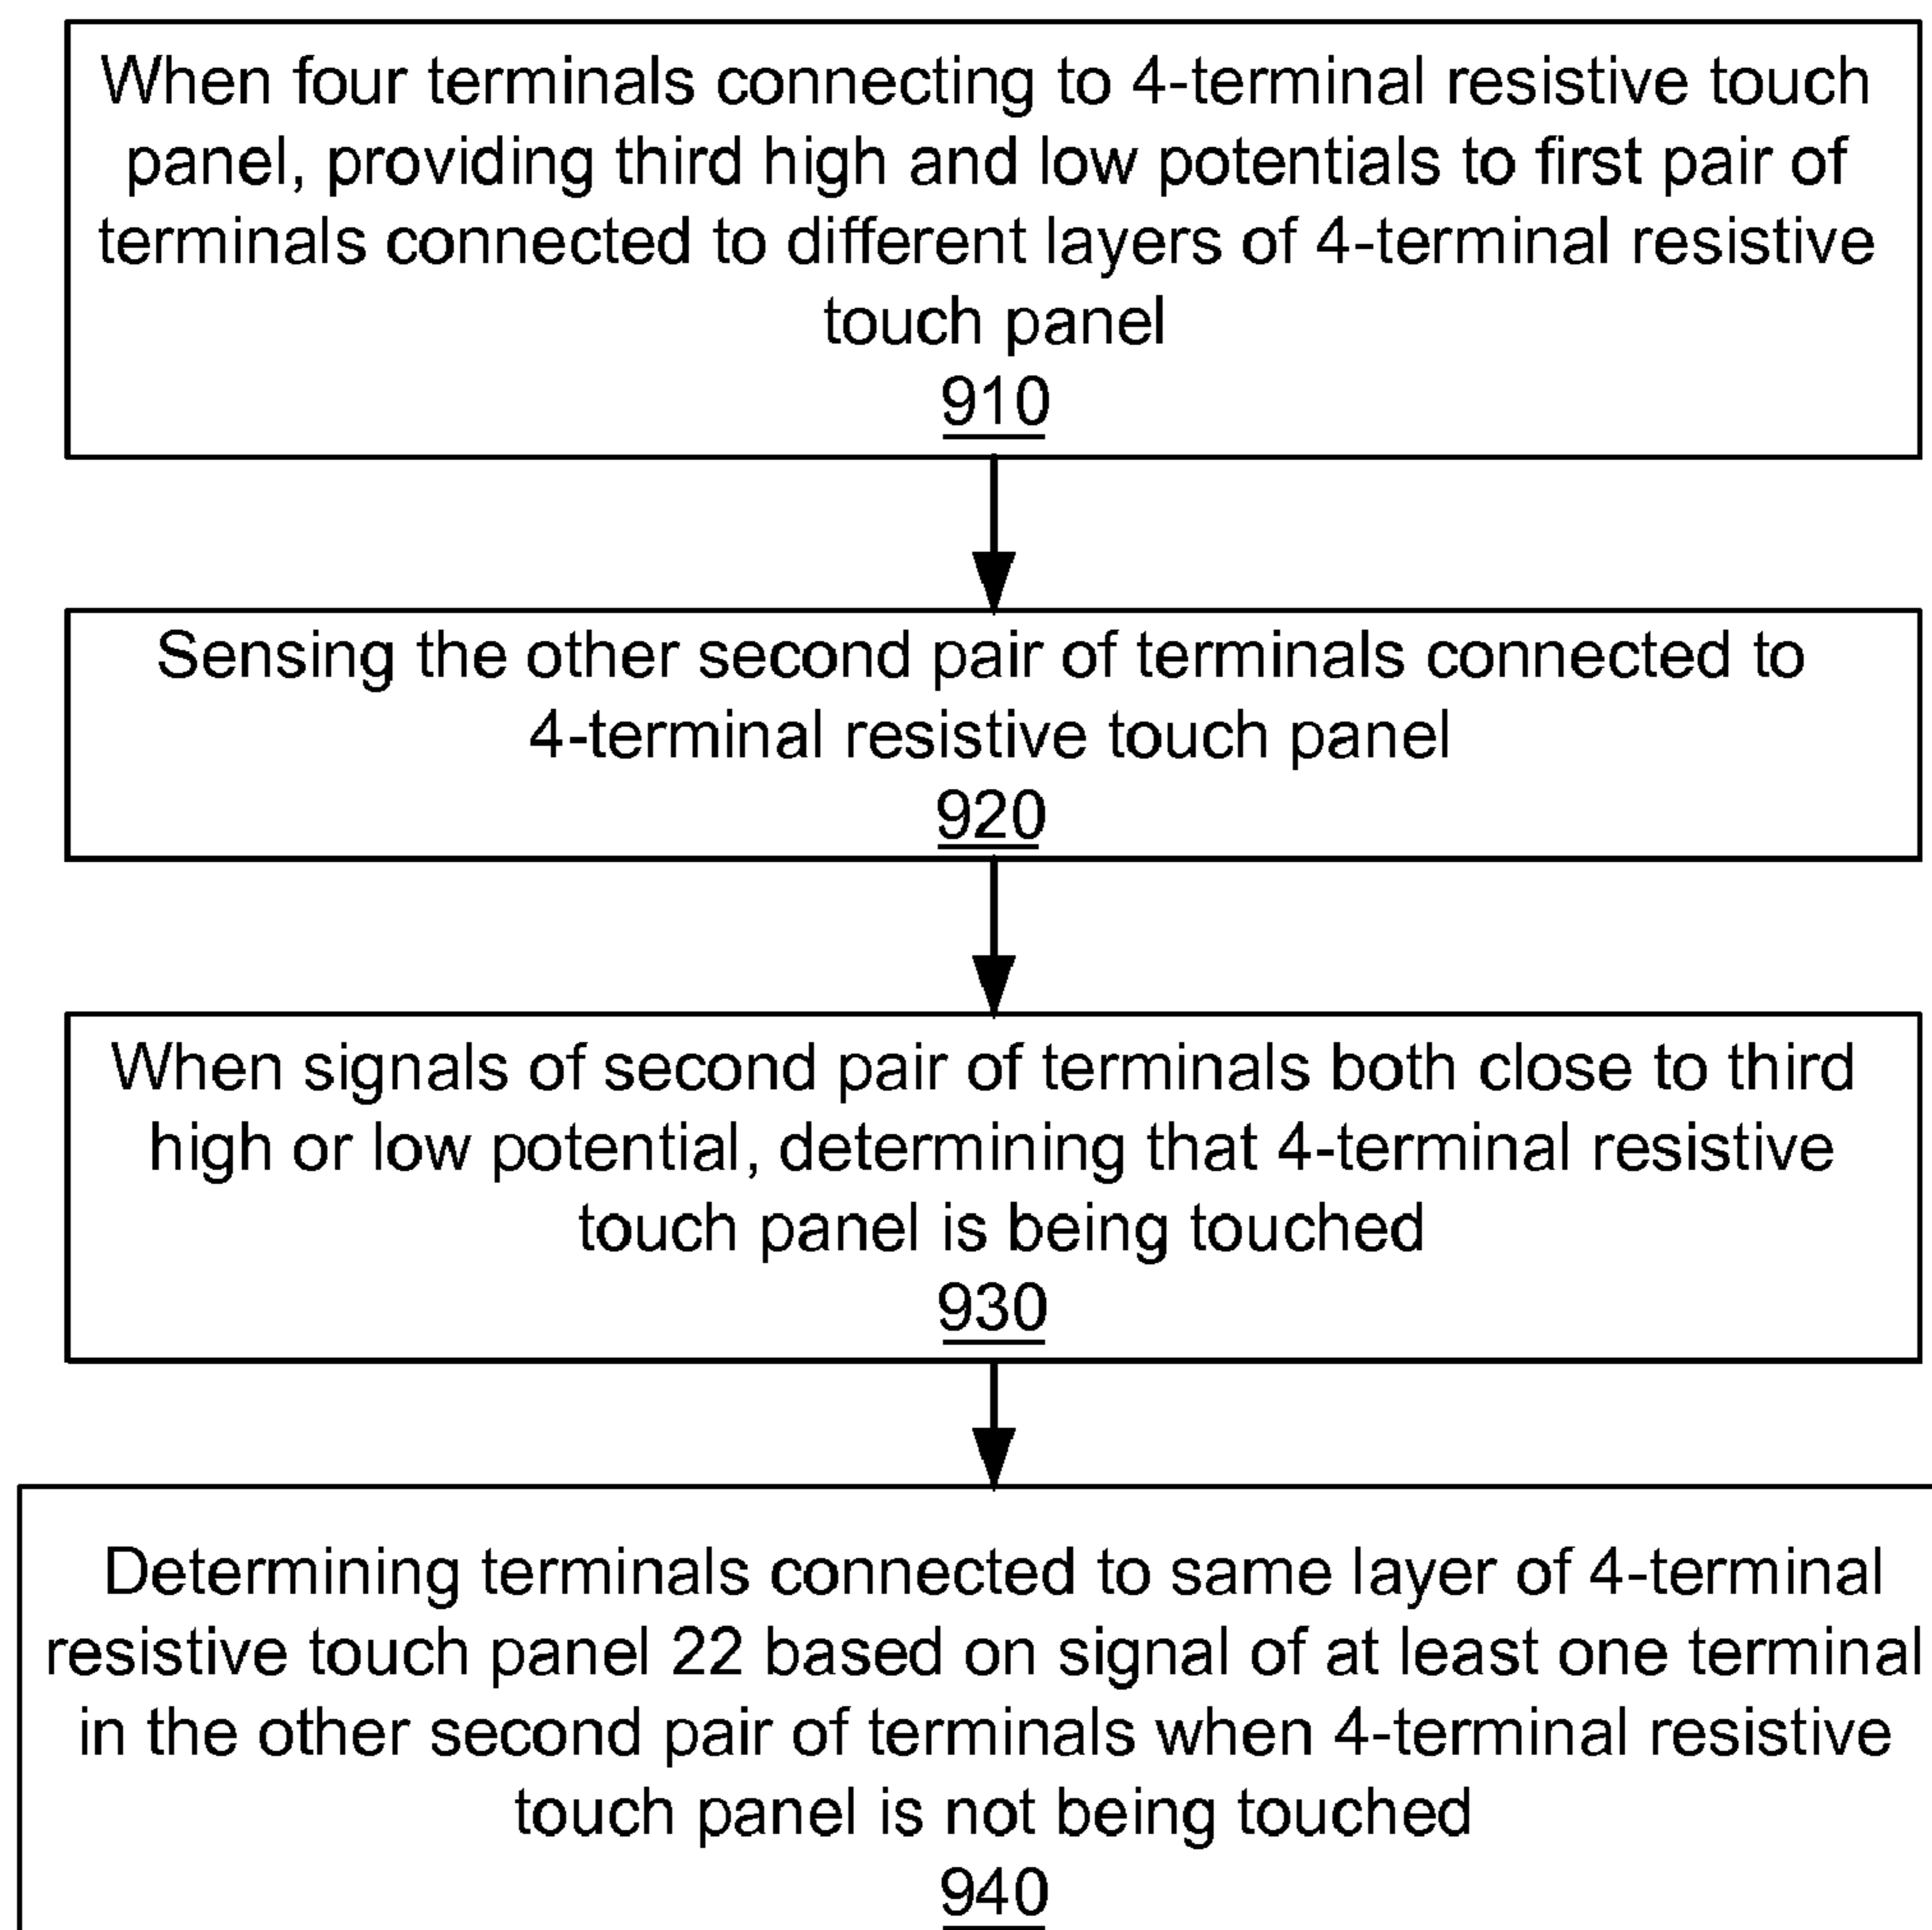 When four terminals connecting to 4-terminal resistive touch
panel, providing third high and low potentials to first pair of
terminals connected to different layers of 4-terminal resistive
touch panel
910
Sensing the other second pair of terminals connected to
4-terminal resistive touch panel
920
When signals of second pair of terminals both close to third
high or low potential, determining that 4-terminal resistive
touch panel is being touched
930
Determining terminals connected to same layer of 4-terminal
resistive touch panel 22 based on signal of at least one terminal
in the other second pair of terminals when 4-terminal resistive
touch panel is not being touched
940